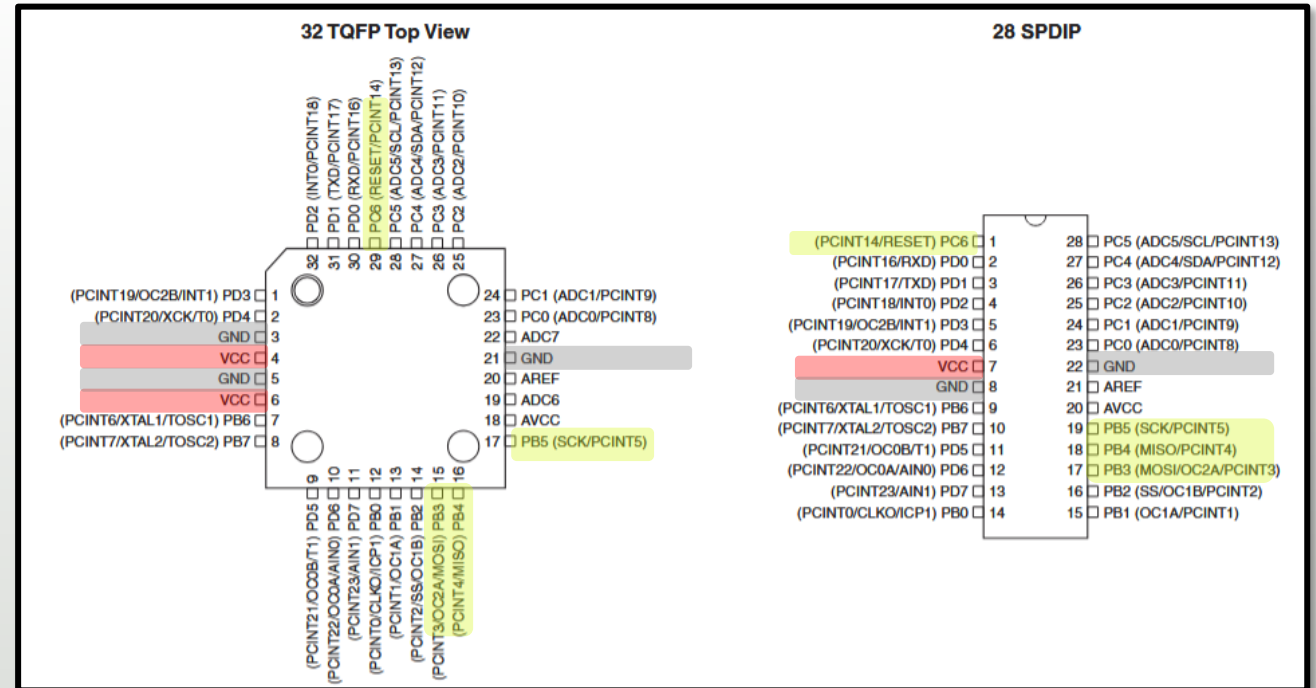 32 TQFP Top View
32 PD2 (INT0/PCINT18)
31 PD1 (TXD/PCINT17)
30 PD0 (RXD/PCINT16)
29 PC6 (RESET/PCINT14)
28 PC5 (ADC5/SCL/PCINT13)
27 PC4 (ADC4/SDA/PCINT12)
26 PC3 (ADC3/PCINT11)
25 PC2 (ADC2/PCINT10)
(PCINT19/OC2B/INT1) PD3 1
(PCINT20/XCK/T0) PD4 2
GND 3
VCC 4
GND 5
VCC 6
(PCINT6/XTAL1/TOSC1) PB6 7
(PCINT7/XTAL2/TOSC2) PB7 8
24 PC1 (ADC1/PCINT9)
23 PC0 (ADC0/PCINT8)
22 ADC7
21 GND
20 AREF
19 ADC6
18 AVCC
17 PB5 (SCK/PCINT5)
(PCINT21/OC0B/T1) PD5 9
(PCINT22/OC0A/AIN0) PD6 10
(PCINT23/AIN1) PD7 11
(PCINT0/CLKO/ICP1) PB0 12
(PCINT1/OC1A) PB1 13
(PCINT2/SS/OC1B) PB2 14
(PCINT3/OC2A/MOSI) PB3 15
(PCINT4/MISO) PB4 16
28 SPDIP
(PCINT14/RESET) PC6 1
(PCINT16/RXD) PD0 2
(PCINT17/TXD) PD1 3
(PCINT18/INT0) PD2 4
(PCINT19/OC2B/INT1) PD3 5
(PCINT20/XCK/T0) PD4 6
VCC 7
GND 8
(PCINT6/XTAL1/TOSC1) PB6 9
(PCINT7/XTAL2/TOSC2) PB7 10
(PCINT21/OC0B/T1) PD5 11
(PCINT22/OC0A/AIN0) PD6 12
(PCINT23/AIN1) PD7 13
(PCINT0/CLKO/ICP1) PB0 14
28 PC5 (ADC5/SCL/PCINT13)
27 PC4 (ADC4/SDA/PCINT12)
26 PC3 (ADC3/PCINT11)
25 PC2 (ADC2/PCINT10)
24 PC1 (ADC1/PCINT9)
23 PC0 (ADC0/PCINT8)
22 GND
21 AREF
20 AVCC
19 PB5 (SCK/PCINT5)
18 PB4 (MISO/PCINT4)
17 PB3 (MOSI/OC2A/PCINT3)
16 PB2 (SS/OC1B/PCINT2)
15 PB1 (OC1A/PCINT1)